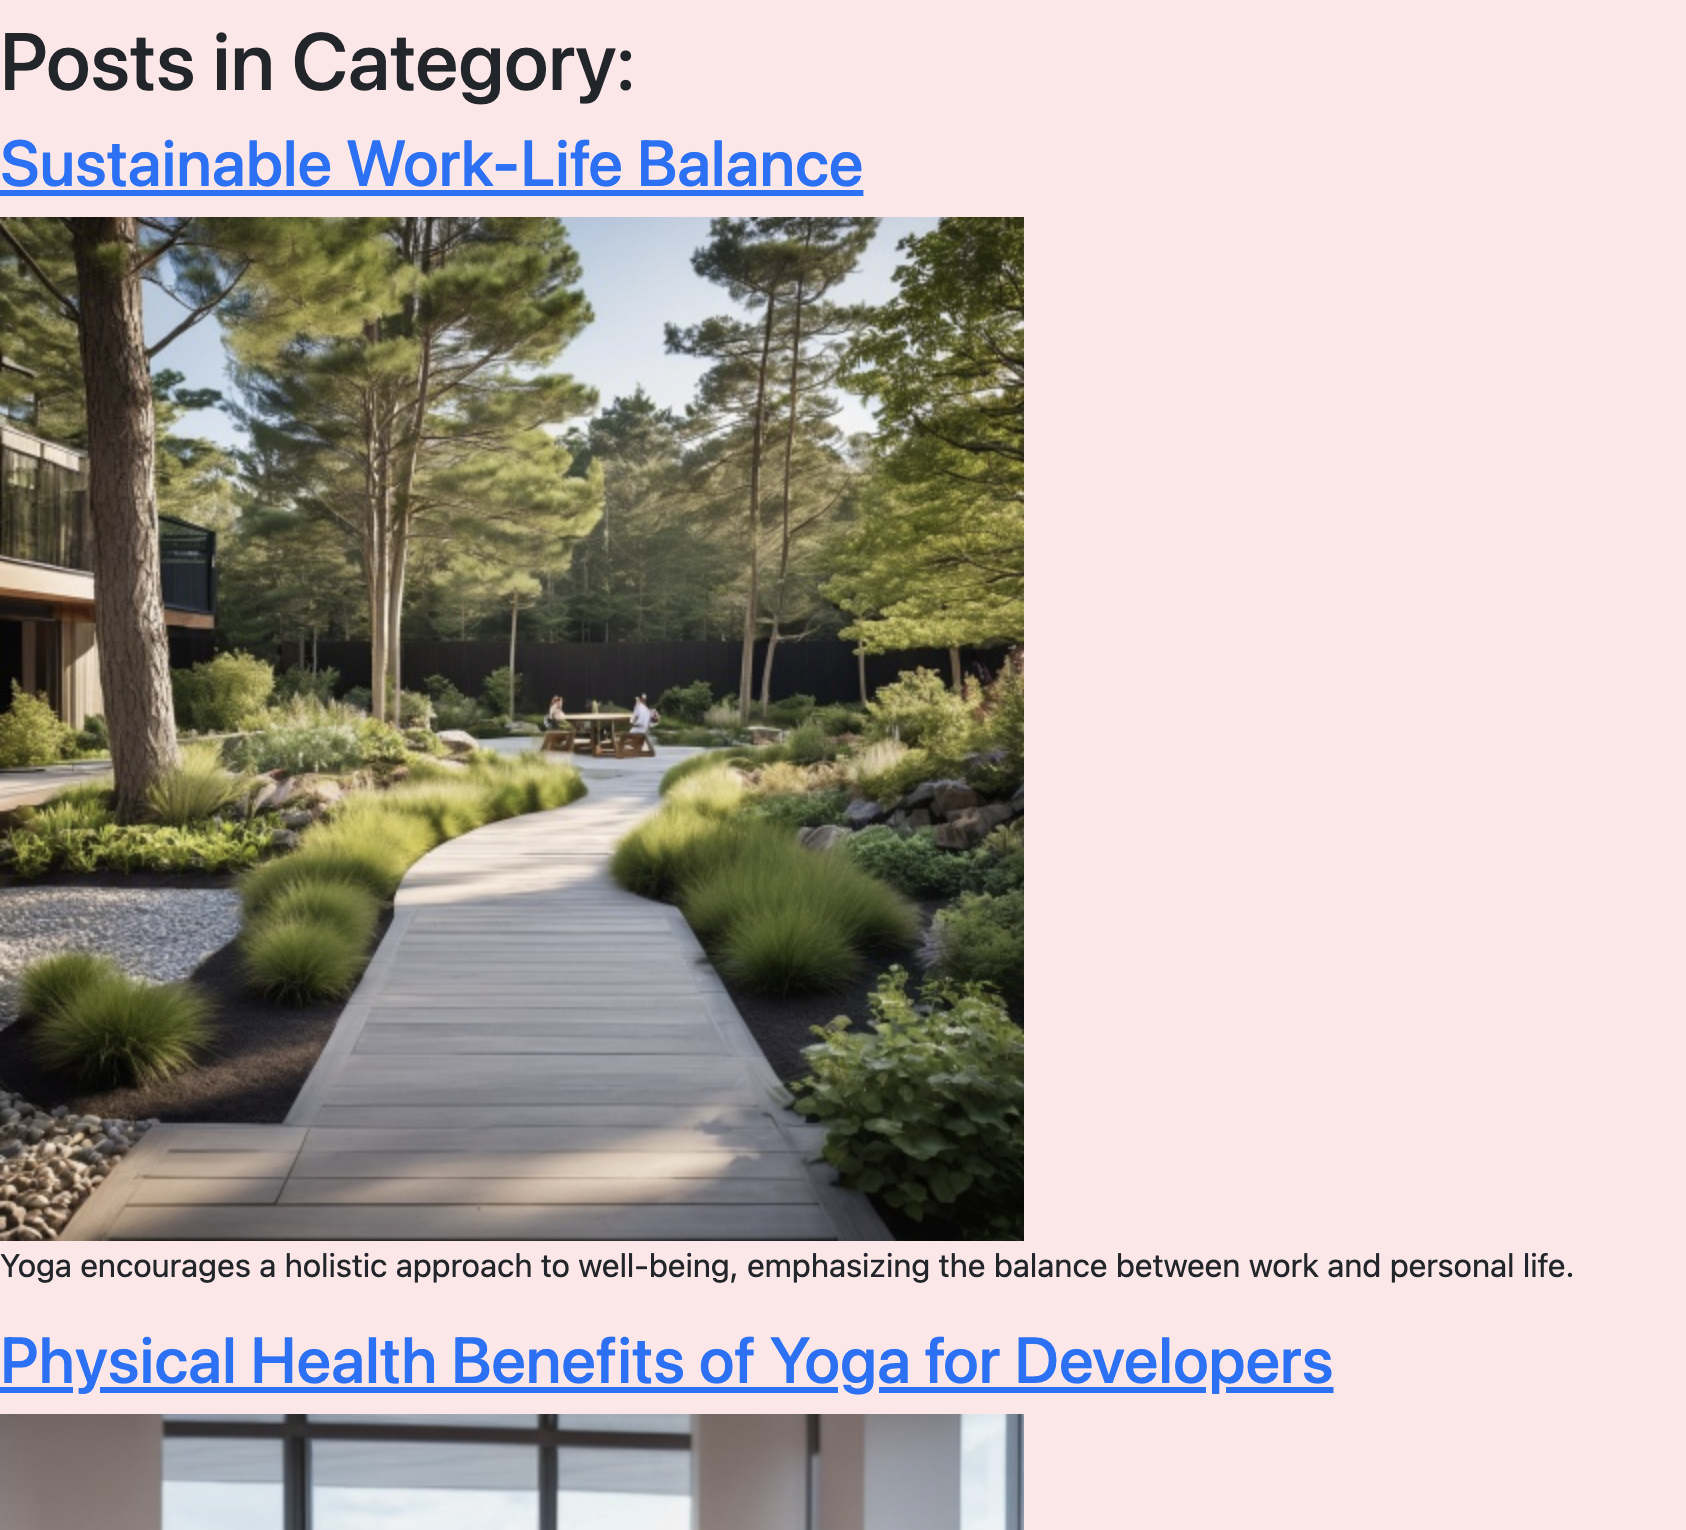 Posts in Category:
Sustainable Work-Life Balance
Yoga encourages a holistic approach to well-being, emphasizing the balance between work and personal life.
Physical Health Benefits of Yoga for Developers